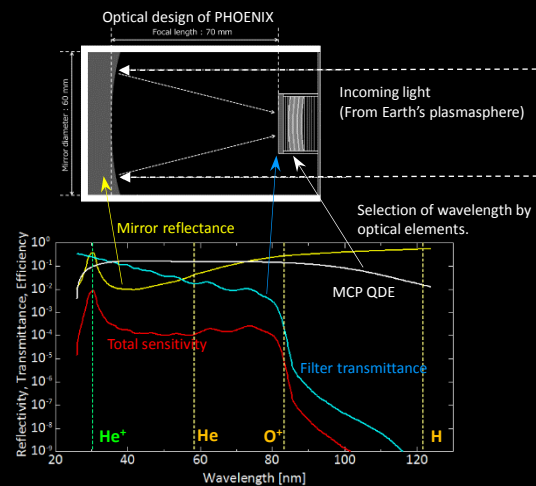 Optical design of PHOENIX
Focal length : 70 mm
Mirror diameter : 60 mm
Incoming light
(From Earth's plasmasphere)
Selection of wavelength by
optical elements.
Mirror reflectance
MCP QDE
Total sensitivity
Filter transmittance
Reflectivity, Transmittance, Efficiency
10⁰
10⁻¹
10⁻²
10⁻³
10⁻⁴
10⁻⁵
10⁻⁶
10⁻⁷
10⁻⁸
10⁻⁹
He⁺
He
O⁺
H
20
40
60
80
100
120
Wavelength [nm]